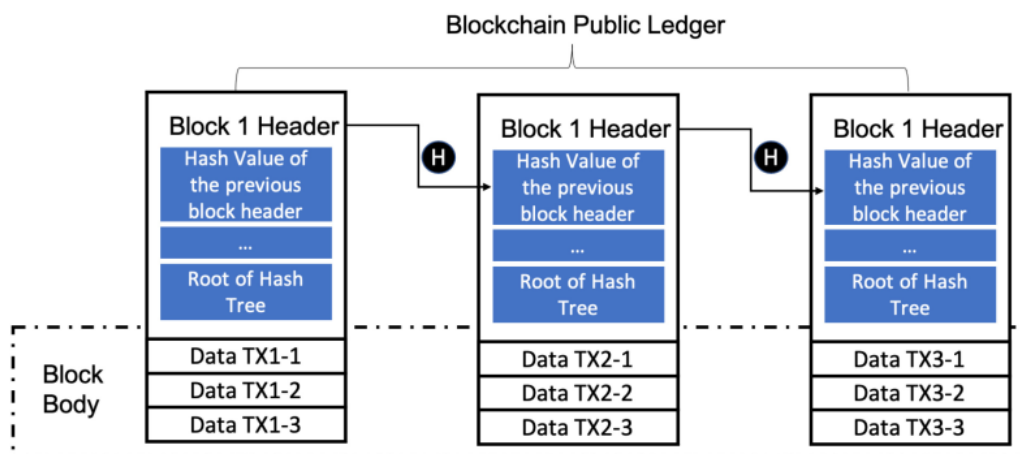 Blockchain Public Ledger
Block 1 Header
Hash Value of
the previous
block header
...
Root of Hash
Tree
Data TX1-1
Data TX1-2
Data TX1-3
H
Block 1 Header
Hash Value of
the previous
block header
...
Root of Hash
Tree
Data TX2-1
Data TX2-2
Data TX2-3
H
Block 1 Header
Hash Value of
the previous
block header
...
Root of Hash
Tree
Data TX3-1
Data TX3-2
Data TX3-3
Block
Body